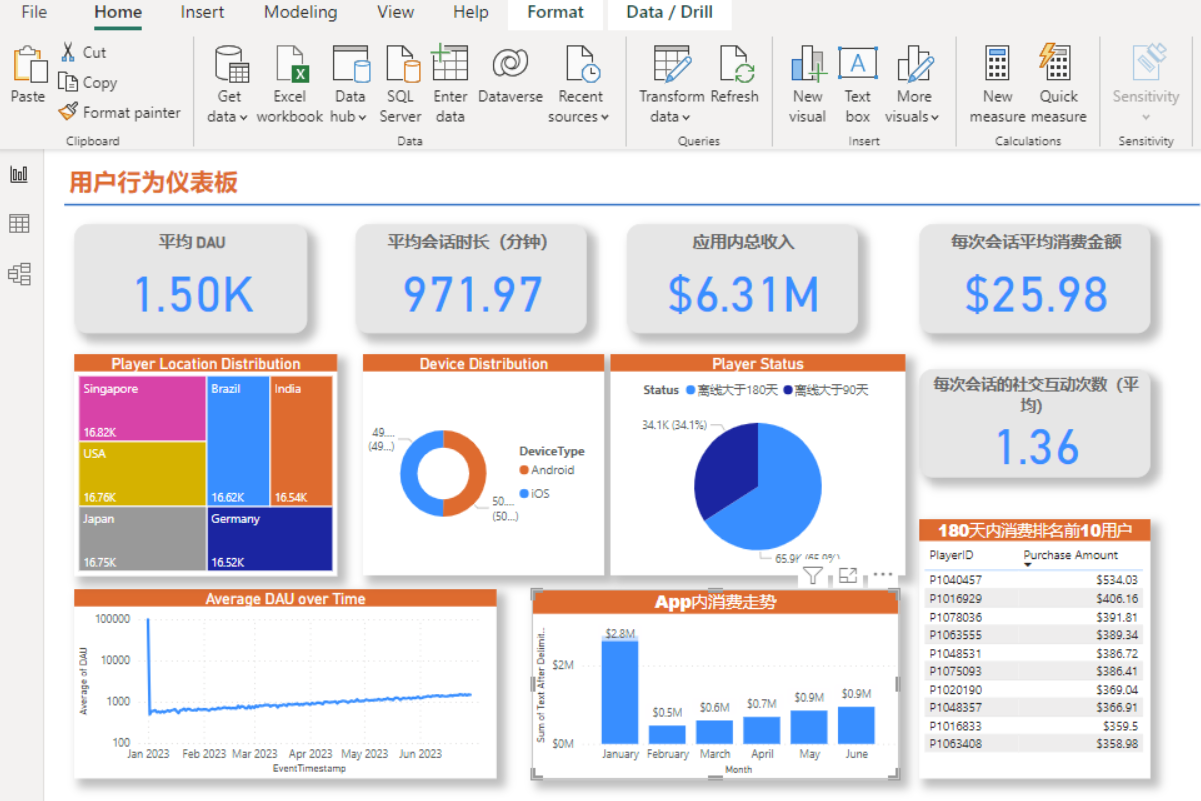 File Home Insert Modeling View Help Format Data / Drill
Paste
Cut
Copy
Format painter
Clipboard
Get data
Excel workbook
Data hub
SQL Server
Enter data
Dataverse
Recent sources
Data
Transform data
Refresh
Queries
New visual
Text box
More visuals
Insert
New measure
Quick measure
Calculations
Sensitivity
Sensitivity
用户行为仪表板
平均 DAU
1.50K
平均会话时长（分钟）
971.97
应用内总收入
$6.31M
每次会话平均消费金额
$25.98
Player Location Distribution
Singapore
16.82K
USA
16.76K
Japan
16.75K
Brazil
16.62K
India
16.54K
Germany
16.52K
Device Distribution
49....
(49...)
50....
(50...)
DeviceType
Android
iOS
Player Status
Status 离线大于180天 离线大于90天
34.1K (34.1%)
65.9K (65.9%)
每次会话的社交互动次数（平
均）
1.36
Average DAU over Time
Average of DAU
100000
10000
1000
100
Jan 2023 Feb 2023 Mar 2023 Apr 2023 May 2023 Jun 2023
EventTimestamp
App内消费走势
Sum of Text After Delimit...
$2M
$0M
$2.8M
$0.5M
$0.6M
$0.7M
$0.9M
$0.9M
January February March April May June
Month
180天内消费排名前10用户
PlayerID Purchase Amount
P1040457 $534.03
P1016929 $406.16
P1078036 $391.81
P1063555 $389.34
P1048531 $386.72
P1075093 $386.41
P1020190 $369.04
P1048357 $366.91
P1016833 $359.5
P1063408 $358.98